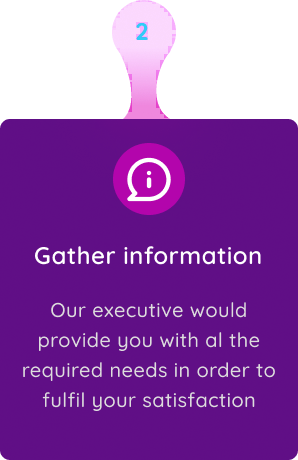 2
Gather information
Our executive would
provide you with al the
required needs in order to
fulfil your satisfaction